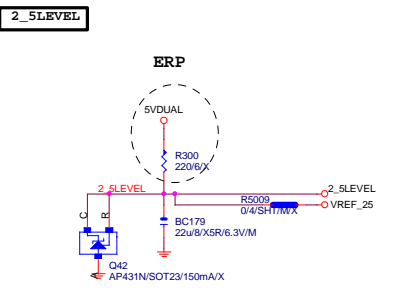 2_5LEVEL
ERP
5VDUAL
R300
220/6/X
2_5LEVEL
2_5LEVEL
R5009
0/4/SHT/M/X
VREF_25
C
R
BC179
22u/8/X5R/6.3V/M
A
Q42
AP431N/SOT23/150mA/X